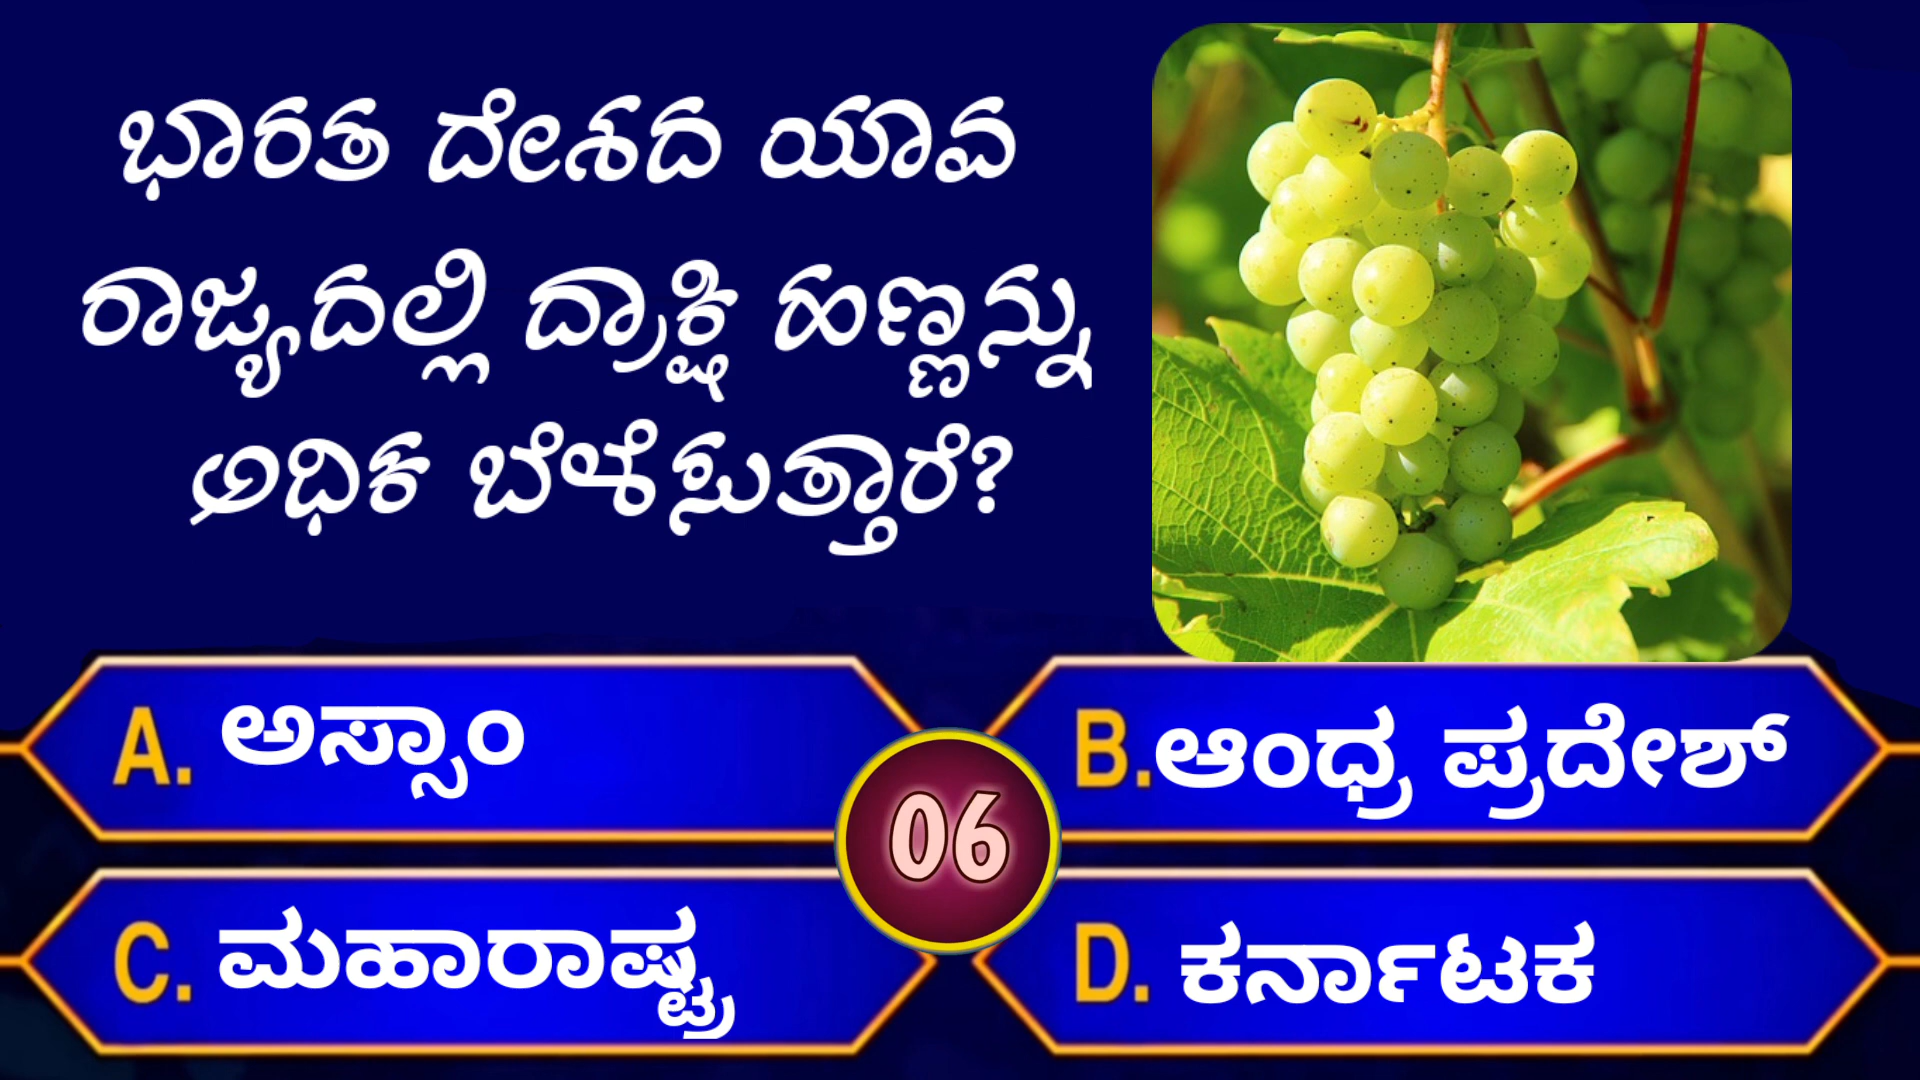 ಭಾರತ ದೇಶದ ಯಾವ
ರಾಜ್ಯದಲ್ಲಿ ದ್ರಾಕ್ಷಿ ಹಣ್ಣನ್ನು
ಅಧಿಕ ಬೆಳೆಸುತ್ತಾರೆ?
A. ಅಸ್ಸಾಂ
B.ಆಂಧ್ರ ಪ್ರದೇಶ್
06
C. ಮಹಾರಾಷ್ಟ್ರ
D. ಕರ್ನಾಟಕ